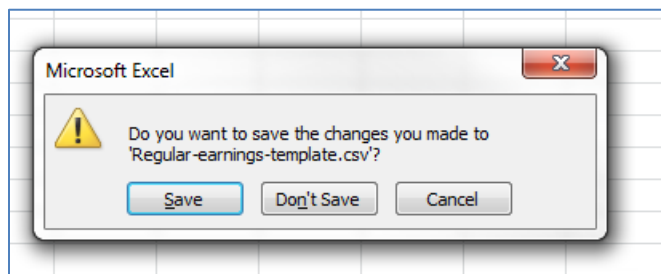 Microsoft Excel
Do you want to save the changes you made to
'Regular-earnings-template.csv'?
Save Don't Save Cancel